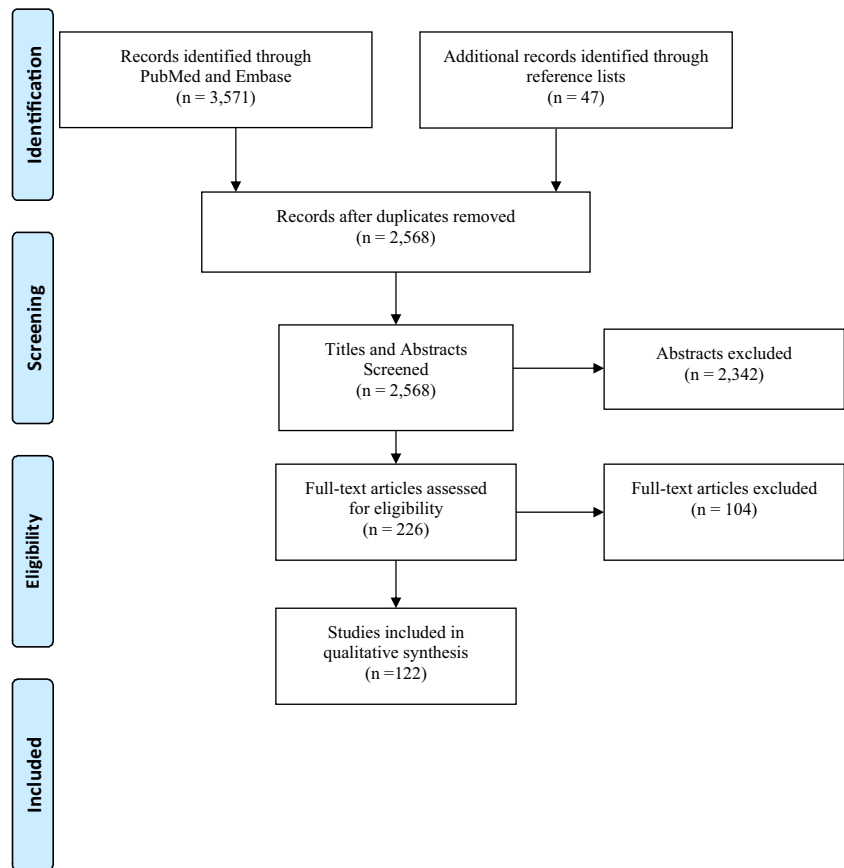 Identification
Records identified through
PubMed and Embase
(n = 3,571)
Additional records identified through
reference lists
(n = 47)
Records after duplicates removed
(n = 2,568)
Screening
Titles and Abstracts
Screened
(n = 2,568)
Abstracts excluded
(n = 2,342)
Eligibility
Full-text articles assessed
for eligibility
(n = 226)
Full-text articles excluded
(n = 104)
Studies included in
qualitative synthesis
(n =122)
Included